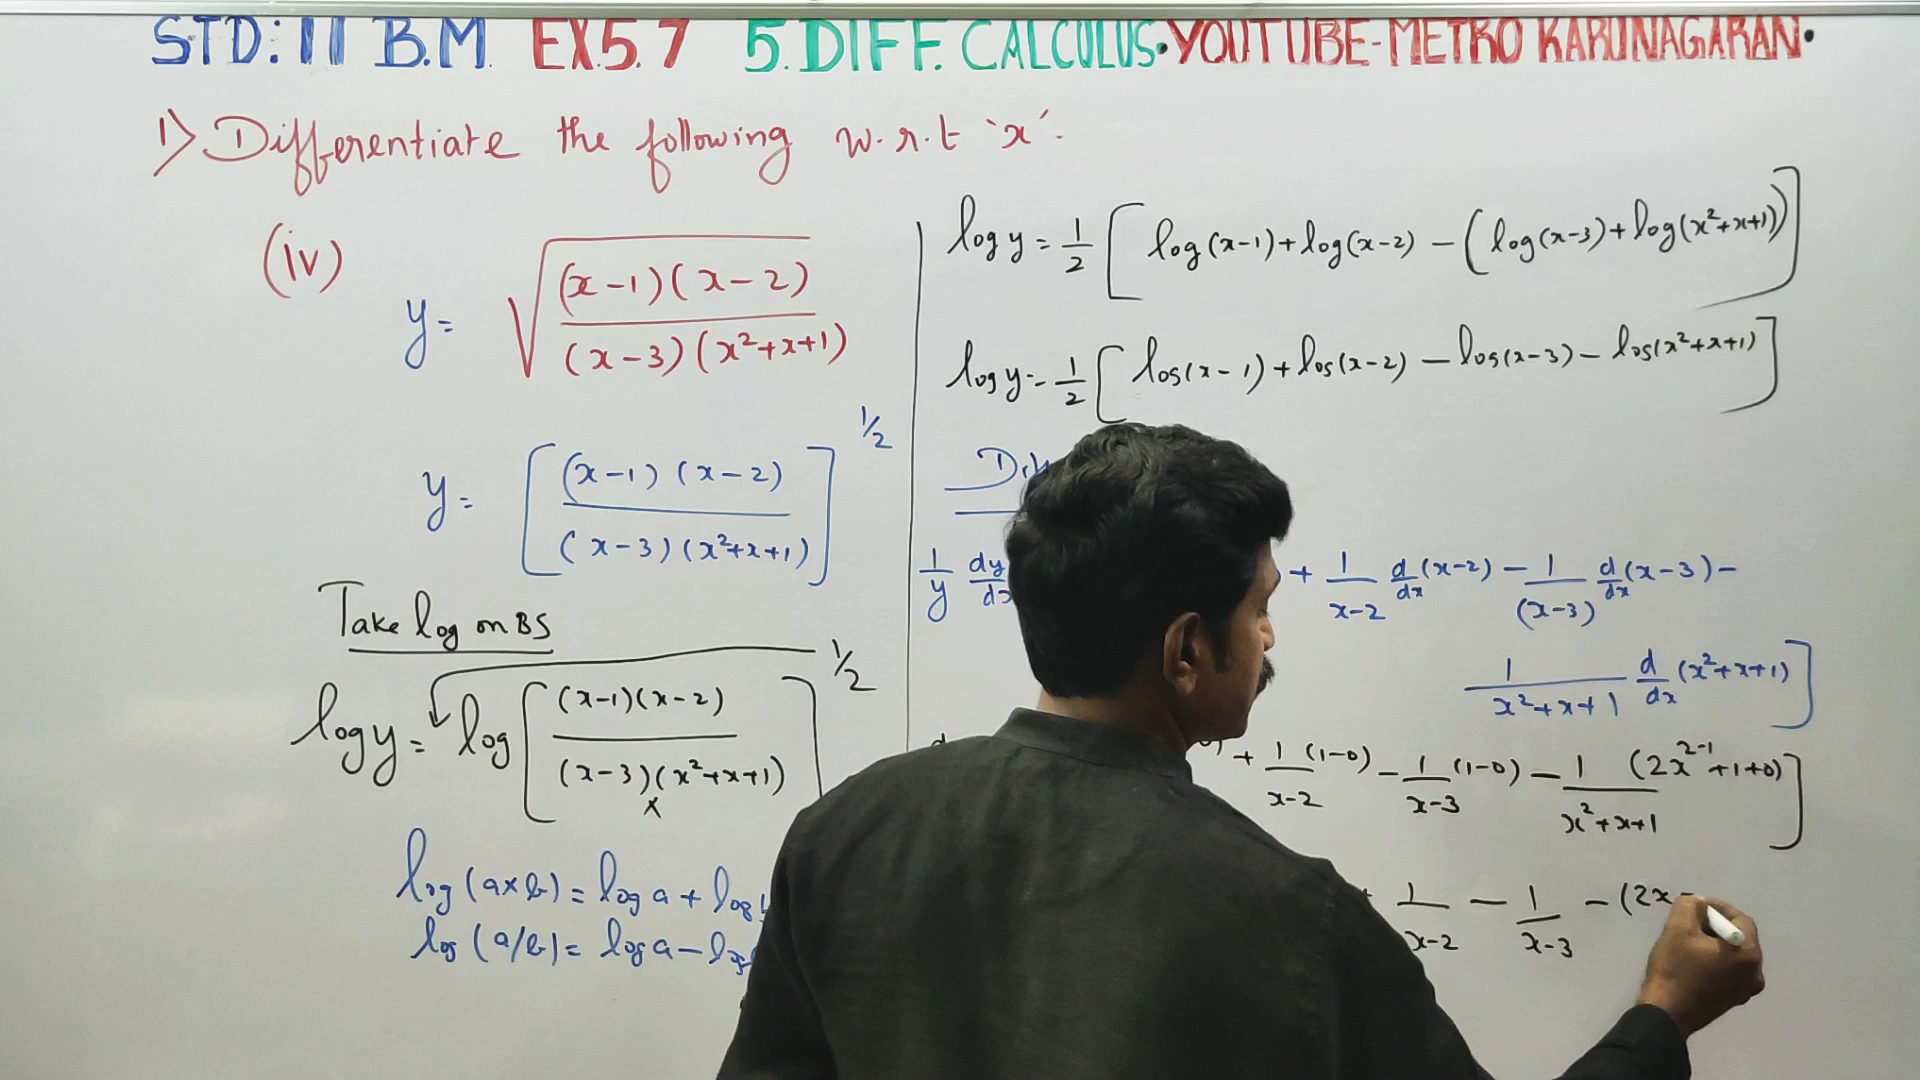 STD: 11 B.M. EX.5.7 5.DIFF. CALCULUS • YOUTUBE-METRO KARUNAGARAN •
1) Differentiate the following w.r.t 'x'.
(iv)
y = √((x-1)(x-2) / (x-3)(x²+x+1))
y = [(x-1)(x-2) / (x-3)(x²+x+1)]^1/2
Take log on BS
log y = log [(x-1)(x-2) / (x-3)(x²+x+1)]^1/2
x
log (a×b) = log a + log
log (a/b) = log a -
log y = 1/2 [log(x-1) + log(x-2) - (log(x-3) + log(x²+x+1))]
log y = 1/2 [log(x-1) + log(x-2) - log(x-3) - log(x²+x+1)]
1/y dy/dx + 1/x-2 d/dx (x-2) - 1/(x-3) d/dx (x-3) -
1/x²+x+1 d/dx (x²+x+1)]
+ 1/x-2 (1-0) - 1/x-3 (1-0) - 1/x²+x+1 (2x²⁻¹+1+0)]
1/x-2 - 1/x-3 - (2x